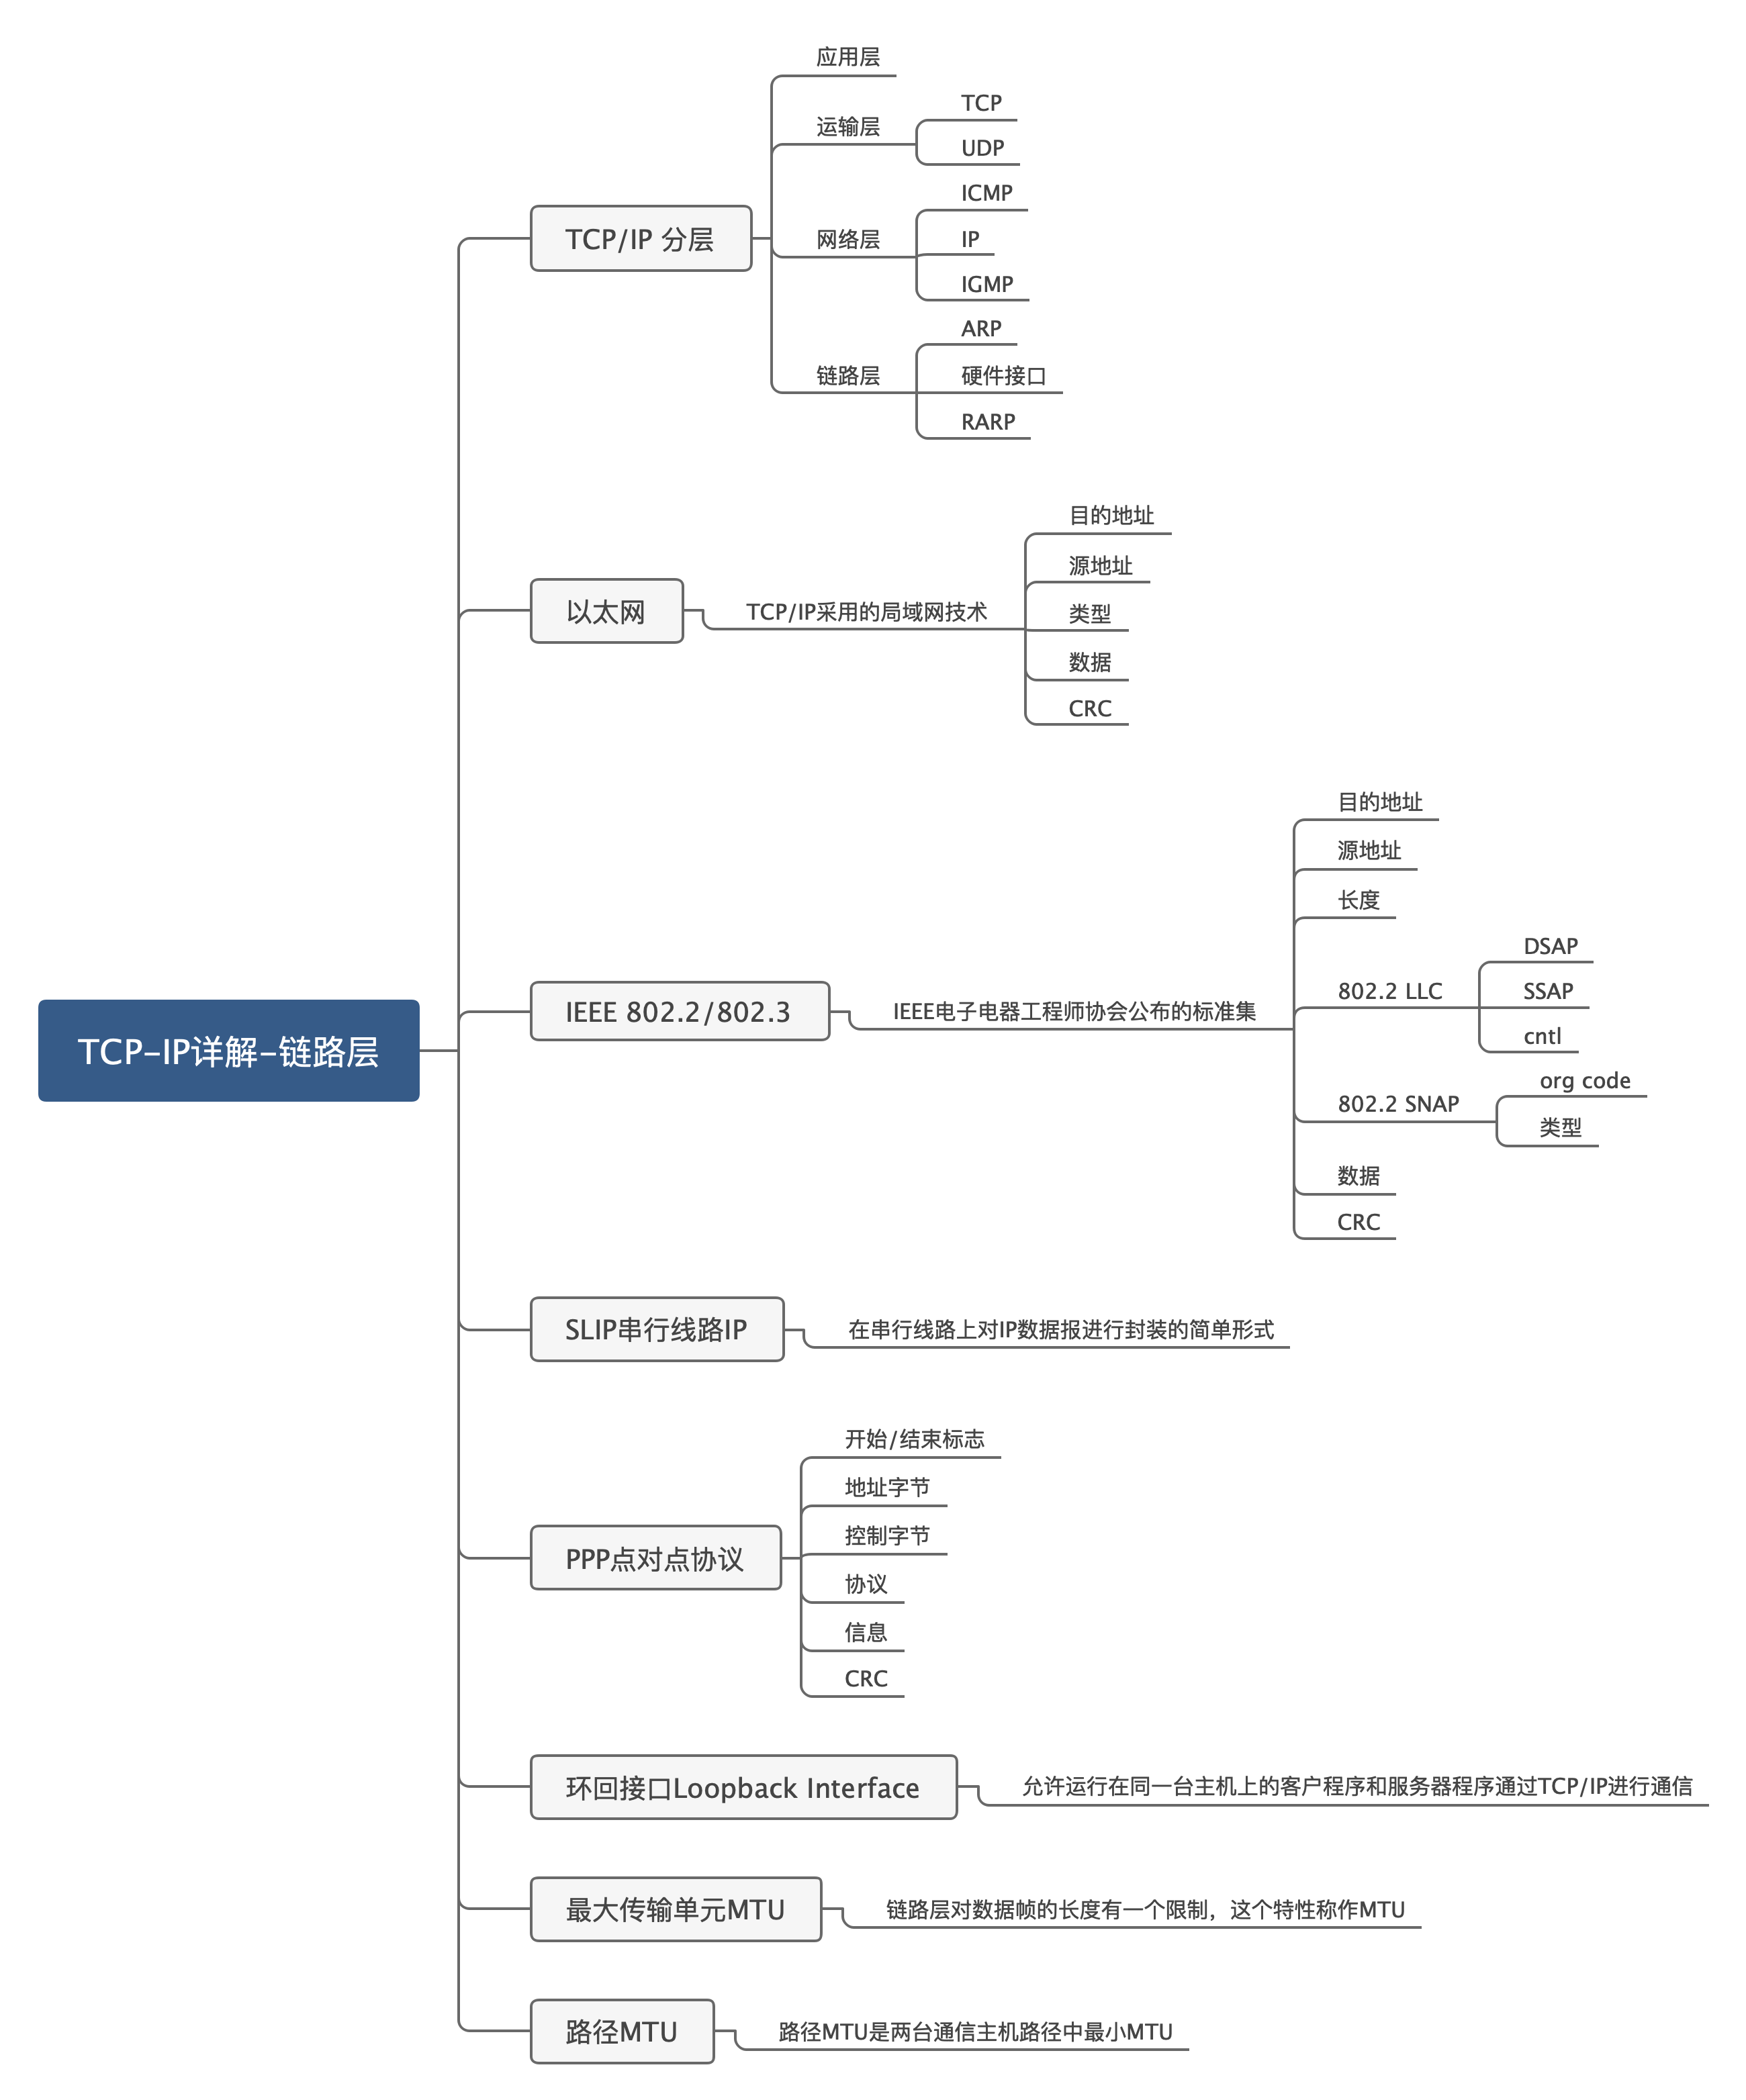 TCP-IP详解-链路层
TCP/IP 分层
应用层
运输层
TCP
UDP
网络层
ICMP
IP
IGMP
链路层
ARP
硬件接口
RARP
以太网
TCP/IP采用的局域网技术
目的地址
源地址
类型
数据
CRC
IEEE 802.2/802.3
IEEE电子电器工程师协会公布的标准集
目的地址
源地址
长度
802.2 LLC
DSAP
SSAP
cntl
802.2 SNAP
org code
类型
数据
CRC
SLIP串行线路IP
在串行线路上对IP数据报进行封装的简单形式
PPP点对点协议
开始/结束标志
地址字节
控制字节
协议
信息
CRC
环回接口Loopback Interface
允许运行在同一台主机上的客户程序和服务器程序通过TCP/IP进行通信
最大传输单元MTU
链路层对数据帧的长度有一个限制，这个特性称作MTU
路径MTU
路径MTU是两台通信主机路径中最小MTU